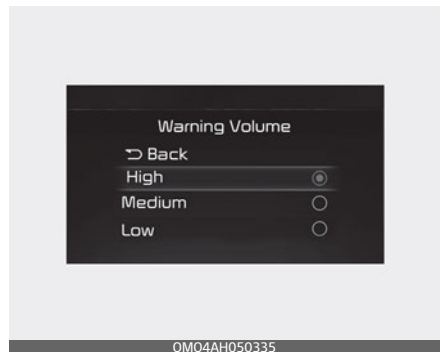 Warning Volume
Back
High
Medium
Low
OMO4AH050335